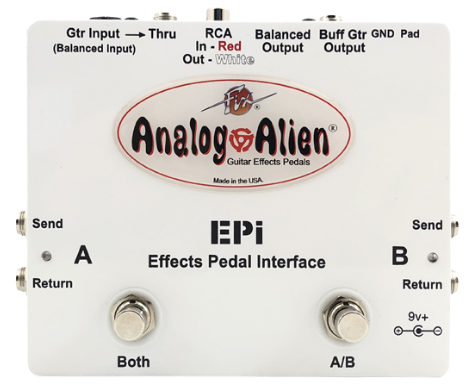 Gtr Input → Thru
(Balanced Input)
RCA
In - Red
Out - White
Balanced
Output
Buff Gtr
Output
GND Pad
Analog Alien®
Guitar Effects Pedals
Made in the USA.
Send
A
Return
EPi
Effects Pedal Interface
Send
B
Return
9v+
Both
A/B